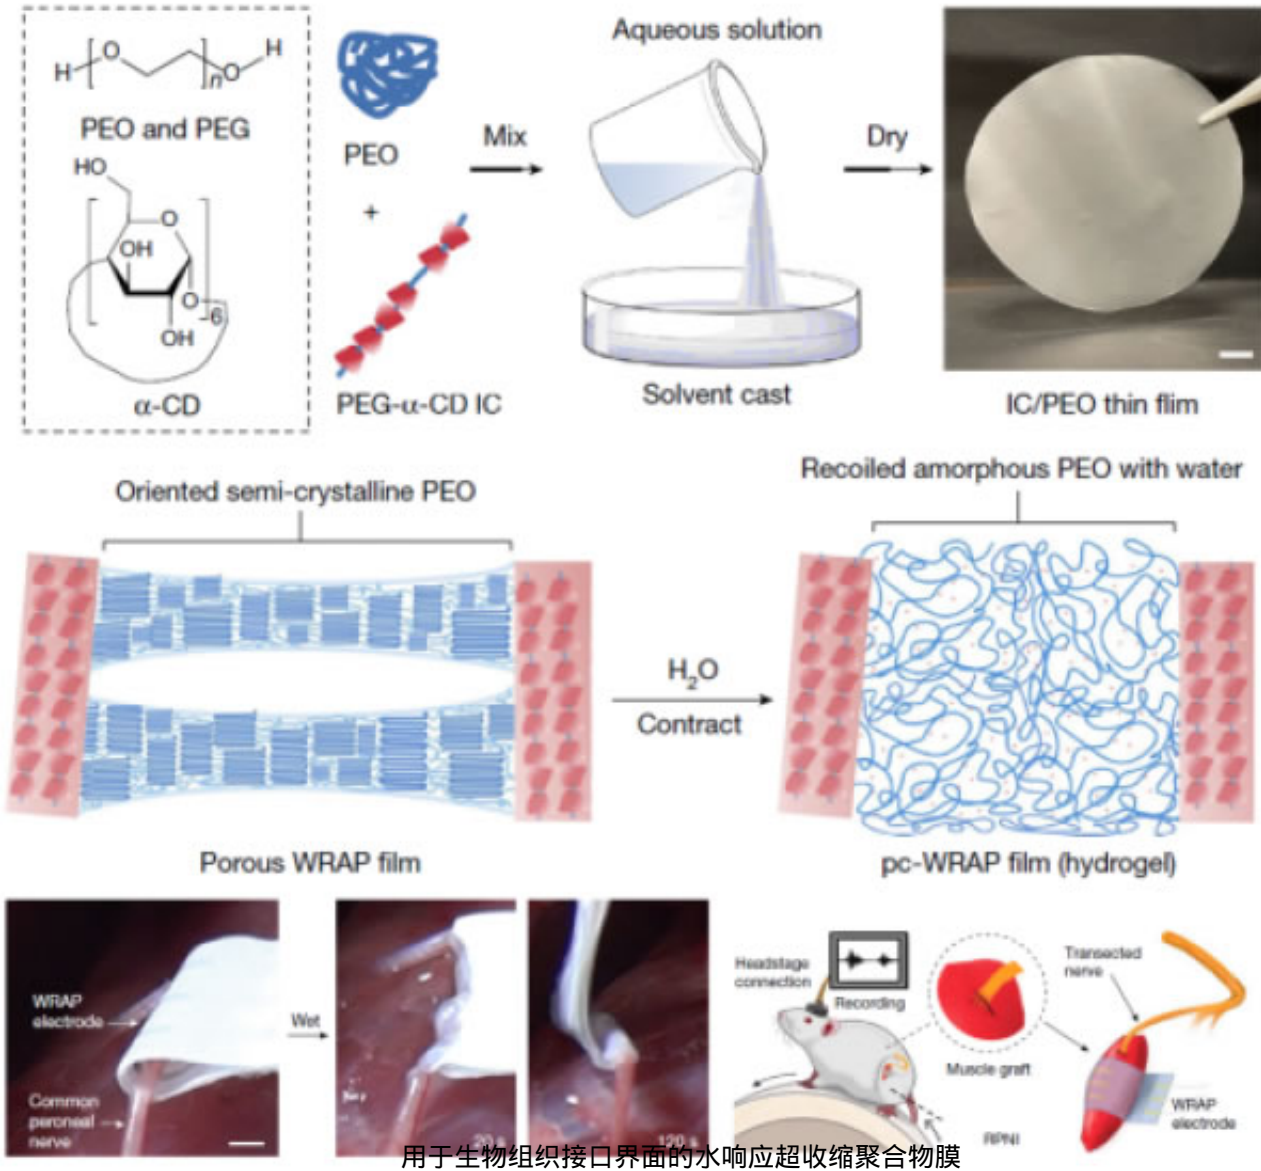 H
O
n
O
H
PEO and PEG
HO
O
OH
O
6
OH
α-CD
PEO
+
PEG-α-CD IC
Mix
Aqueous solution
Solvent cast
Dry
IC/PEO thin flim
Oriented semi-crystalline PEO
Recoiled amorphous PEO with water
H₂O
Contract
Porous WRAP film
pc-WRAP film (hydrogel)
WRAP
electrode
Common
peroneal
nerve
Wet
20 s
120 s
Headstage
connection
Recording
Muscle graft
Transected
nerve
WRAP
electrode
RPNI
用于生物组织接口界面的水响应超收缩聚合物膜